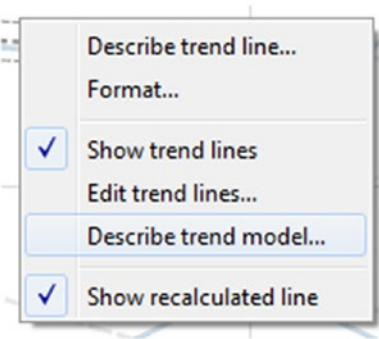 Describe trend line...
Format...
Show trend lines
Edit trend lines...
Describe trend model...
Show recalculated line